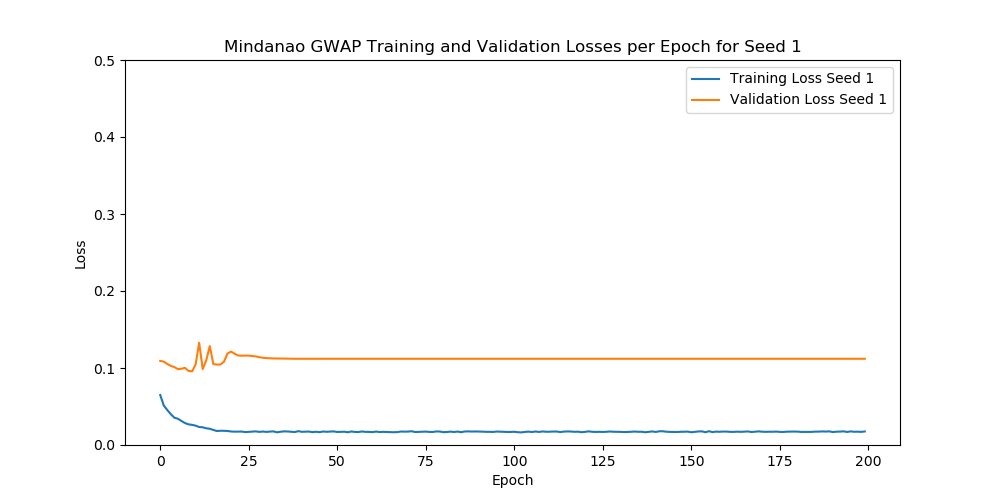 Mindanao GWAP Training and Validation Losses per Epoch for Seed 1
Training Loss Seed 1
Validation Loss Seed 1
0.5
0.4
0.3
0.2
0.1
0.0
Loss
0 25 50 75 100 125 150 175 200
Epoch